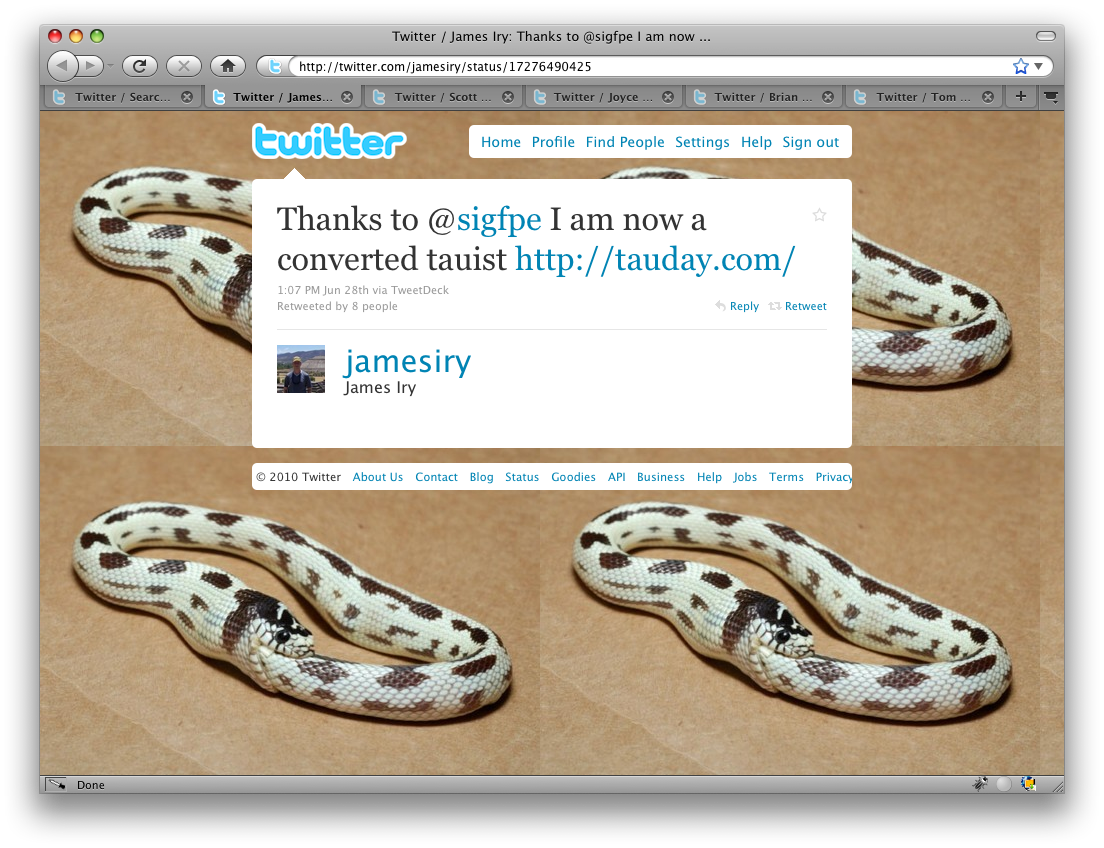 Twitter / James Iry: Thanks to @sigfpe I am now ...
http://twitter.com/jamesiry/status/17276490425
Twitter / Searc... Twitter / James... Twitter / Scott ... Twitter / Joyce ... Twitter / Brian ... Twitter / Tom ...
twitter
Home Profile Find People Settings Help Sign out
Thanks to @sigfpe I am now a
converted tauist http://tauday.com/
1:07 PM Jun 28th via TweetDeck
Retweeted by 8 people
Reply Retweet
jamesiry
James Iry
© 2010 Twitter About Us Contact Blog Status Goodies API Business Help Jobs Terms Privacy
Done